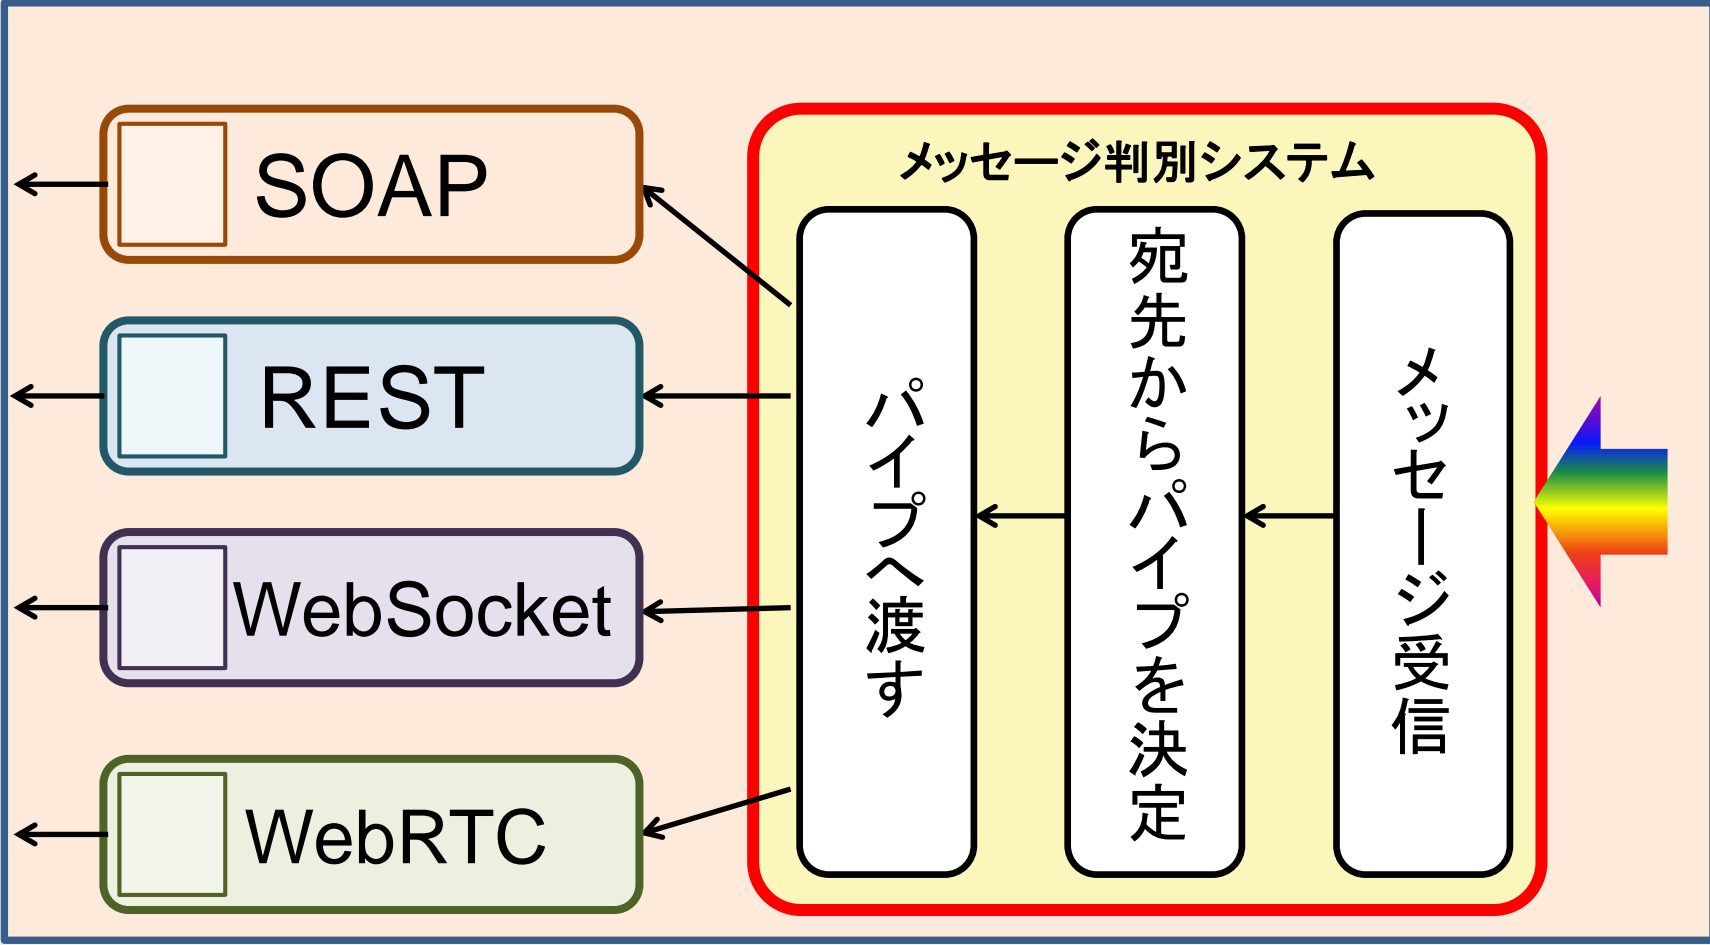 メッセージ判別システム
SOAP
REST
WebSocket
WebRTC
パイプへ渡す
宛先からパイプを決定
メッセージ受信